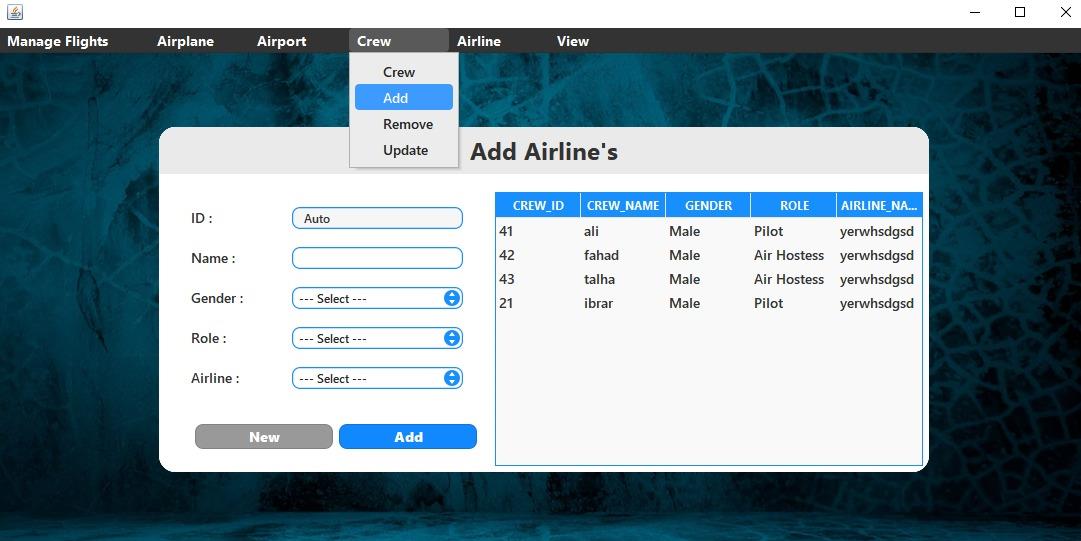 Manage Flights Airplane Airport Crew Airline View
Crew
Add
Remove
Update
Add Airline's
ID : Auto
Name :
Gender : --- Select ---
Role : --- Select ---
Airline : --- Select ---
New Add
CREW_ID CREW_NAME GENDER ROLE AIRLINE_NA...
41 ali Male Pilot yerwhsdgsd
42 fahad Male Air Hostess yerwhsdgsd
43 talha Male Air Hostess yerwhsdgsd
21 ibrar Male Pilot yerwhsdgsd